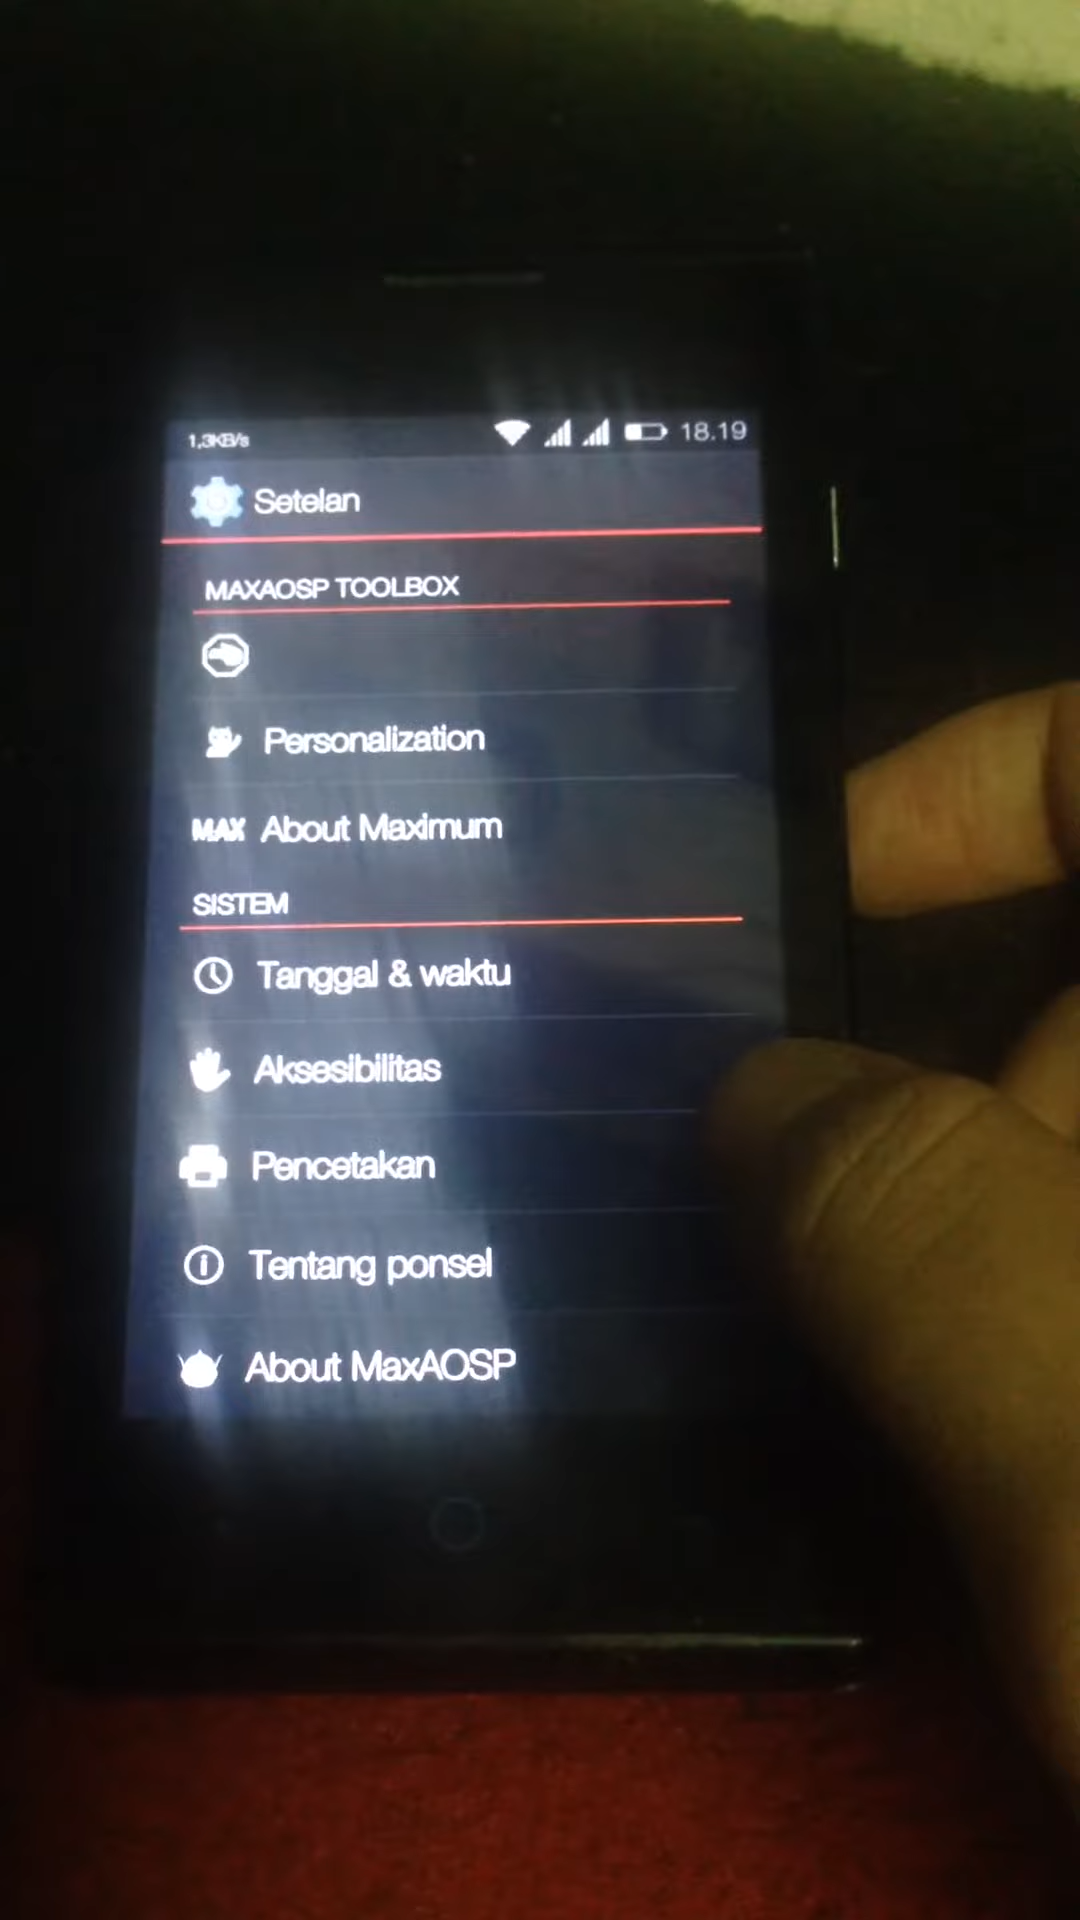 1,3KB/s 18.19
Setelan
MAXAOSP TOOLBOX
Personalization
MAX About Maximum
SISTEM
Tanggal & waktu
Aksesibilitas
Pencetakan
Tentang ponsel
About MaxAOSP